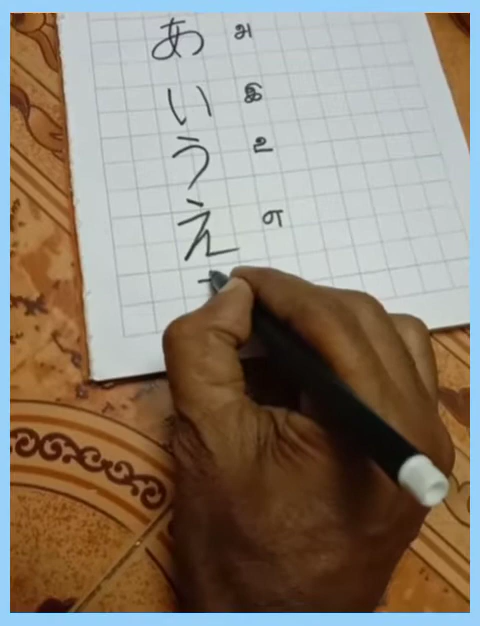 あ அ
い இ
う உ
え எ